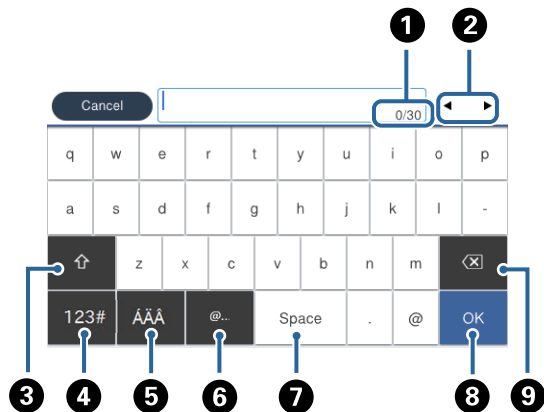 1 2
Cancel 0/30 ◄ ►
q w e r t y u i o p
a s d f g h j k l -
z x c v b n m
123# ÁÄÂ @... Space . @ OK
3 4 5 6 7 8 9